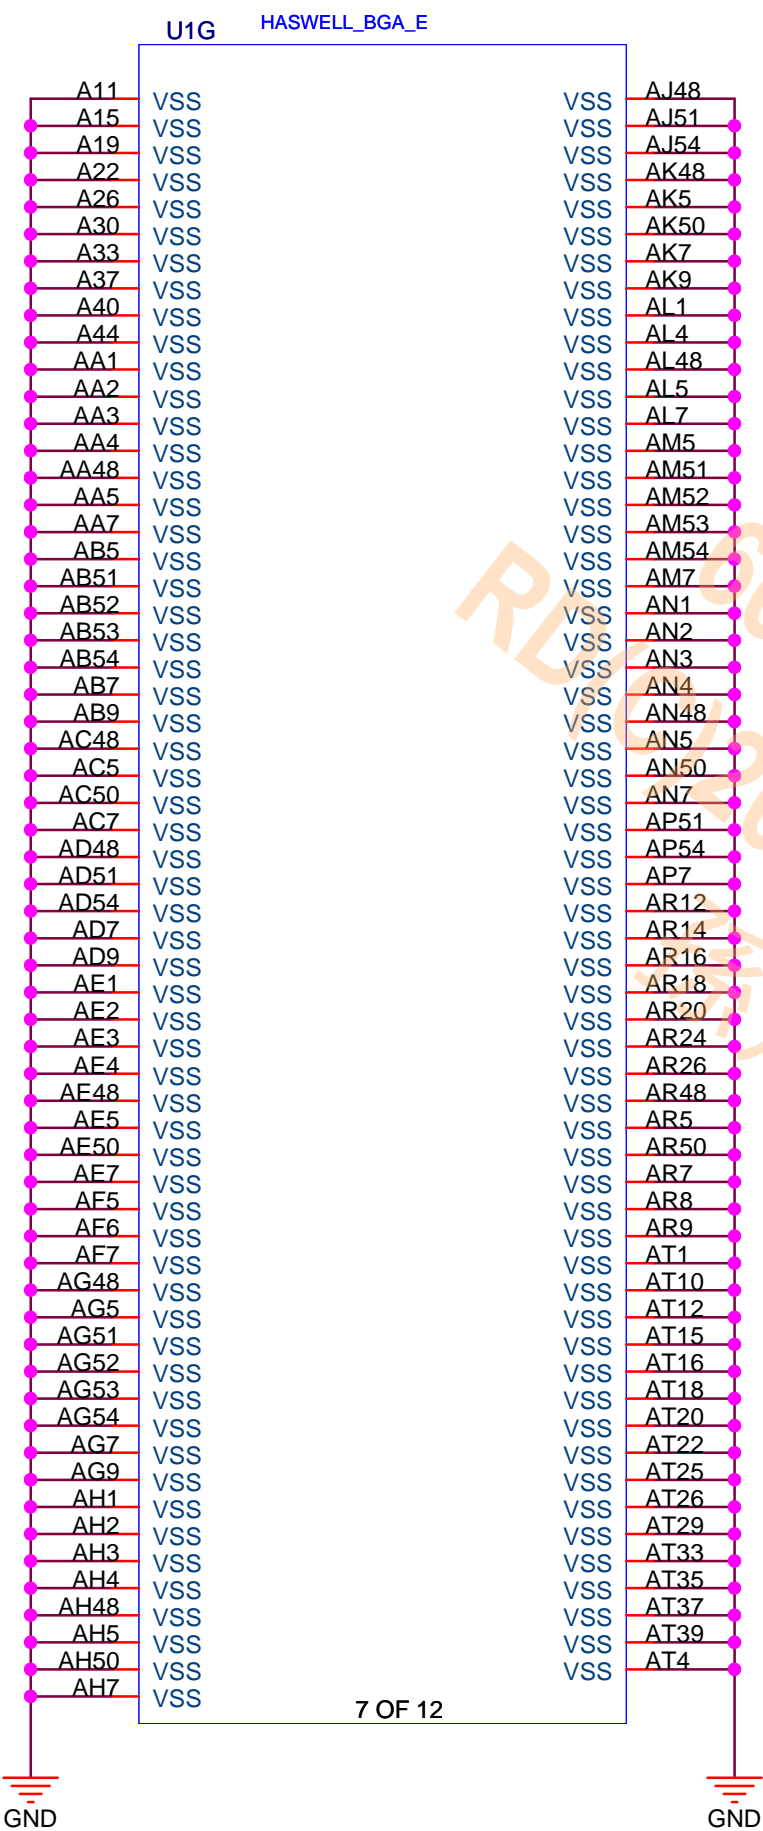 U1G HASWELL_BGA_E
A11 VSS VSS AJ48
A15 VSS VSS AJ51
A19 VSS VSS AJ54
A22 VSS VSS AK48
A26 VSS VSS AK5
A30 VSS VSS AK50
A33 VSS VSS AK7
A37 VSS VSS AK9
A40 VSS VSS AL1
A44 VSS VSS AL4
AA1 VSS VSS AL48
AA2 VSS VSS AL5
AA3 VSS VSS AL7
AA4 VSS VSS AM5
AA48 VSS VSS AM51
AA5 VSS VSS AM52
AA7 VSS VSS AM53
AB5 VSS VSS AM54
AB51 VSS VSS AM7
AB52 VSS VSS AN1
AB53 VSS VSS AN2
AB54 VSS VSS AN3
AB7 VSS VSS AN4
AB9 VSS VSS AN48
AC48 VSS VSS AN5
AC5 VSS VSS AN50
AC50 VSS VSS AN7
AC7 VSS VSS AP51
AD48 VSS VSS AP54
AD51 VSS VSS AP7
AD54 VSS VSS AR12
AD7 VSS VSS AR14
AD9 VSS VSS AR16
AE1 VSS VSS AR18
AE2 VSS VSS AR20
AE3 VSS VSS AR24
AE4 VSS VSS AR26
AE48 VSS VSS AR48
AE5 VSS VSS AR5
AE50 VSS VSS AR50
AE7 VSS VSS AR7
AF5 VSS VSS AR8
AF6 VSS VSS AR9
AF7 VSS VSS AT1
AG48 VSS VSS AT10
AG5 VSS VSS AT12
AG51 VSS VSS AT15
AG52 VSS VSS AT16
AG53 VSS VSS AT18
AG54 VSS VSS AT20
AG7 VSS VSS AT22
AG9 VSS VSS AT25
AH1 VSS VSS AT26
AH2 VSS VSS AT29
AH3 VSS VSS AT33
AH4 VSS VSS AT35
AH48 VSS VSS AT37
AH5 VSS VSS AT39
AH50 VSS VSS AT4
AH7 VSS
7 OF 12
GND GND
RD(C)20